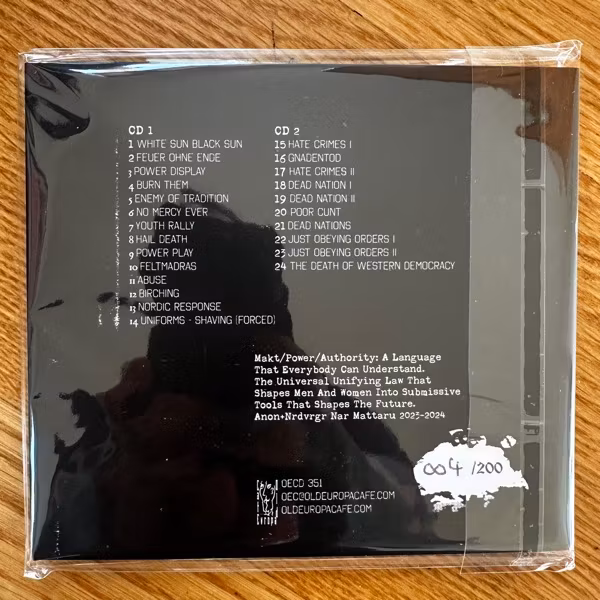 CD 1
1 WHITE SUN BLACK SUN
2 FEUER OHNE ENDE
3 POWER DISPLAY
4 BURN THEM
5 ENEMY OF TRADITION
6 NO MERCY EVER
7 YOUTH RALLY
8 HAIL DEATH
9 POWER PLAY
10 FELTMADRAS
11 ABUSE
12 BIRCHING
13 NORDIC RESPONSE
14 UNIFORMS - SHAVING (FORCED)
CD 2
15 HATE CRIMES I
16 GNADENTOD
17 HATE CRIMES II
18 DEAD NATION I
19 DEAD NATION II
20 POOR CUNT
21 DEAD NATIONS
22 JUST OBEYING ORDERS I
23 JUST OBEYING ORDERS II
24 THE DEATH OF WESTERN DEMOCRACY
Makt/Power/Authority: A Language
That Everybody Can Understand.
The Universal Unifying Law That
Shapes Men And Women Into Submissive
Tools That Shapes The Future.
Anon+Nrdvrgr Nar Mattaru 2023-2024
004 /200
OECD 351
OEC@OLDEUROPACAFE.COM
OLDEUROPACAFE.COM